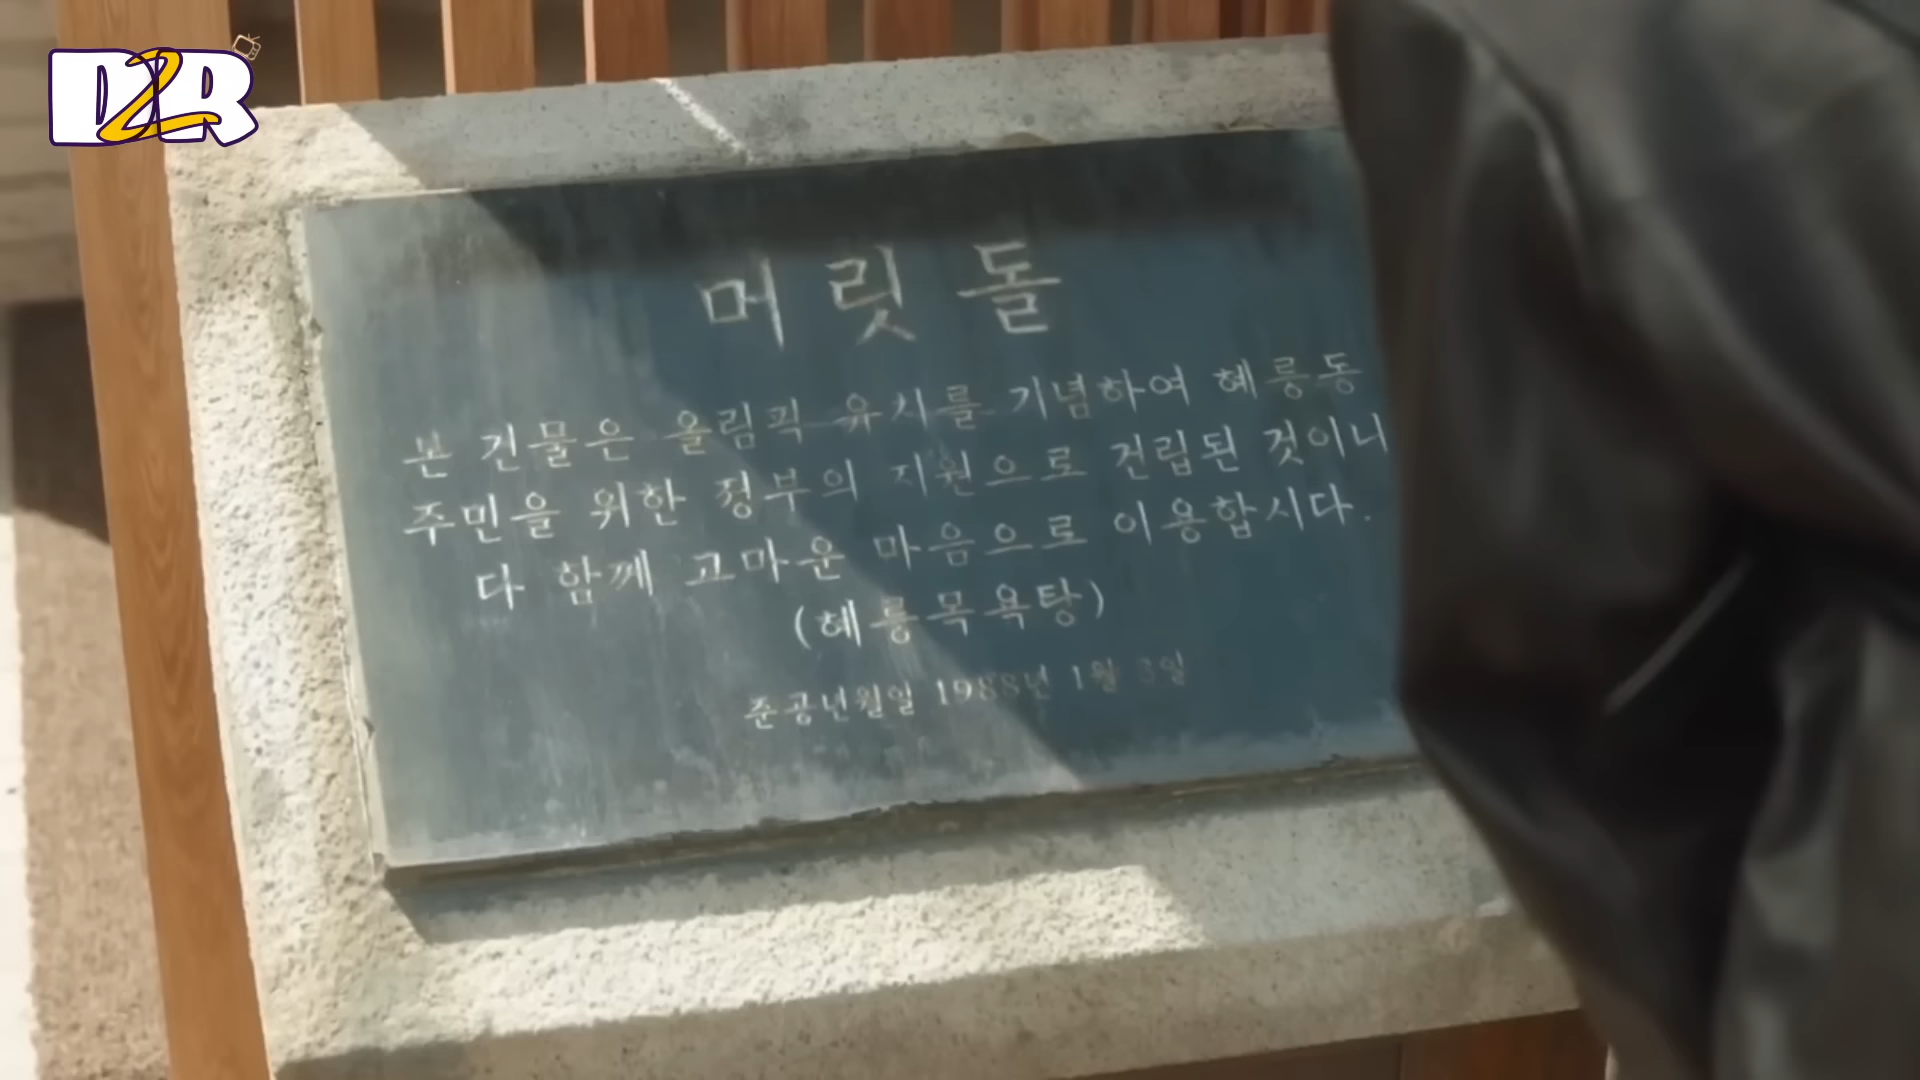 D2R
머릿돌
본 건물은 올림픽 유치를 기념하여 혜릉동
주민을 위한 정부의 지원으로 건립된 것이니
다 함께 고마운 마음으로 이용합시다.
(혜릉목욕탕)
준공년월일 1988년 1월 3일